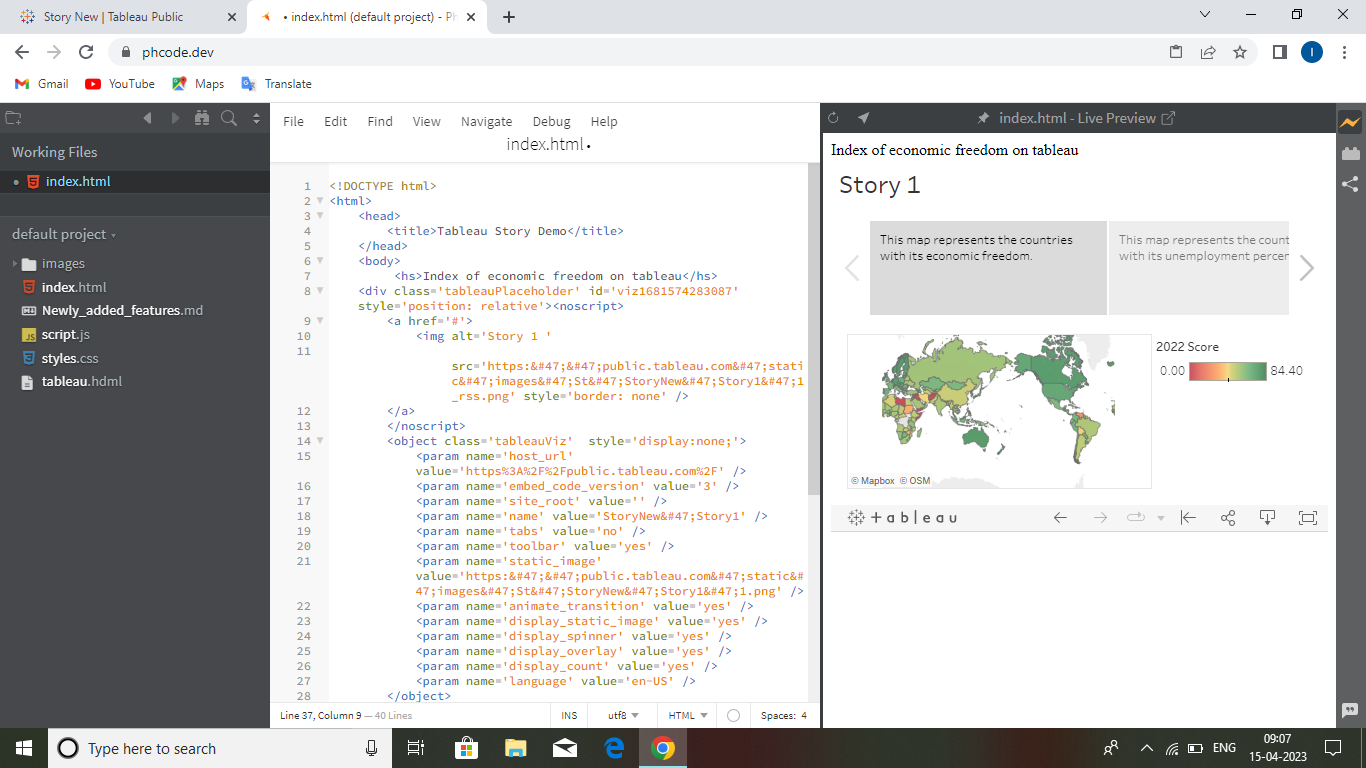 Story New | Tableau Public
• index.html (default project) - Ph
phcode.dev
I
Gmail
YouTube
Maps
Translate
Working Files
index.html
default project
images
index.html
Newly_added_features.md
script.js
styles.css
tableau.hdml
File Edit Find View Navigate Debug Help
index.html •
1 <!DOCTYPE html>
2 <html>
3 <head>
4 <title>Tableau Story Demo</title>
5 </head>
6 <body>
7 <hs>Index of economic freedom on tableau</hs>
8 <div class='tableauPlaceholder' id='viz1681574283087'
style='position: relative'><noscript>
9 <a href='#'>
10 <img alt='Story 1 '
11
src='https:&#47;&#47;public.tableau.com&#47;stati
c&#47;images&#47;St&#47;StoryNew&#47;Story1&#47;1
_rss.png' style='border: none' />
12 </a>
13 </noscript>
14 <object class='tableauViz'  style='display:none;'>
15 <param name='host_url'
value='https%3A%2F%2Fpublic.tableau.com%2F' />
16 <param name='embed_code_version' value='3' />
17 <param name='site_root' value='' />
18 <param name='name' value='StoryNew&#47;Story1' />
19 <param name='tabs' value='no' />
20 <param name='toolbar' value='yes' />
21 <param name='static_image'
value='https:&#47;&#47;public.tableau.com&#47;static&#
47;images&#47;St&#47;StoryNew&#47;Story1&#47;1.png' />
22 <param name='animate_transition' value='yes' />
23 <param name='display_static_image' value='yes' />
24 <param name='display_spinner' value='yes' />
25 <param name='display_overlay' value='yes' />
26 <param name='display_count' value='yes' />
27 <param name='language' value='en-US' />
28 </object>
Line 37, Column 9 — 40 Lines
INS
utf8
HTML
Spaces: 4
index.html - Live Preview
Index of economic freedom on tableau
Story 1
This map represents the countries
with its economic freedom.
This map represents the count
with its unemployment percen
2022 Score
0.00 84.40
© Mapbox © OSM
+ableau
Type here to search
ENG
09:07
15-04-2023